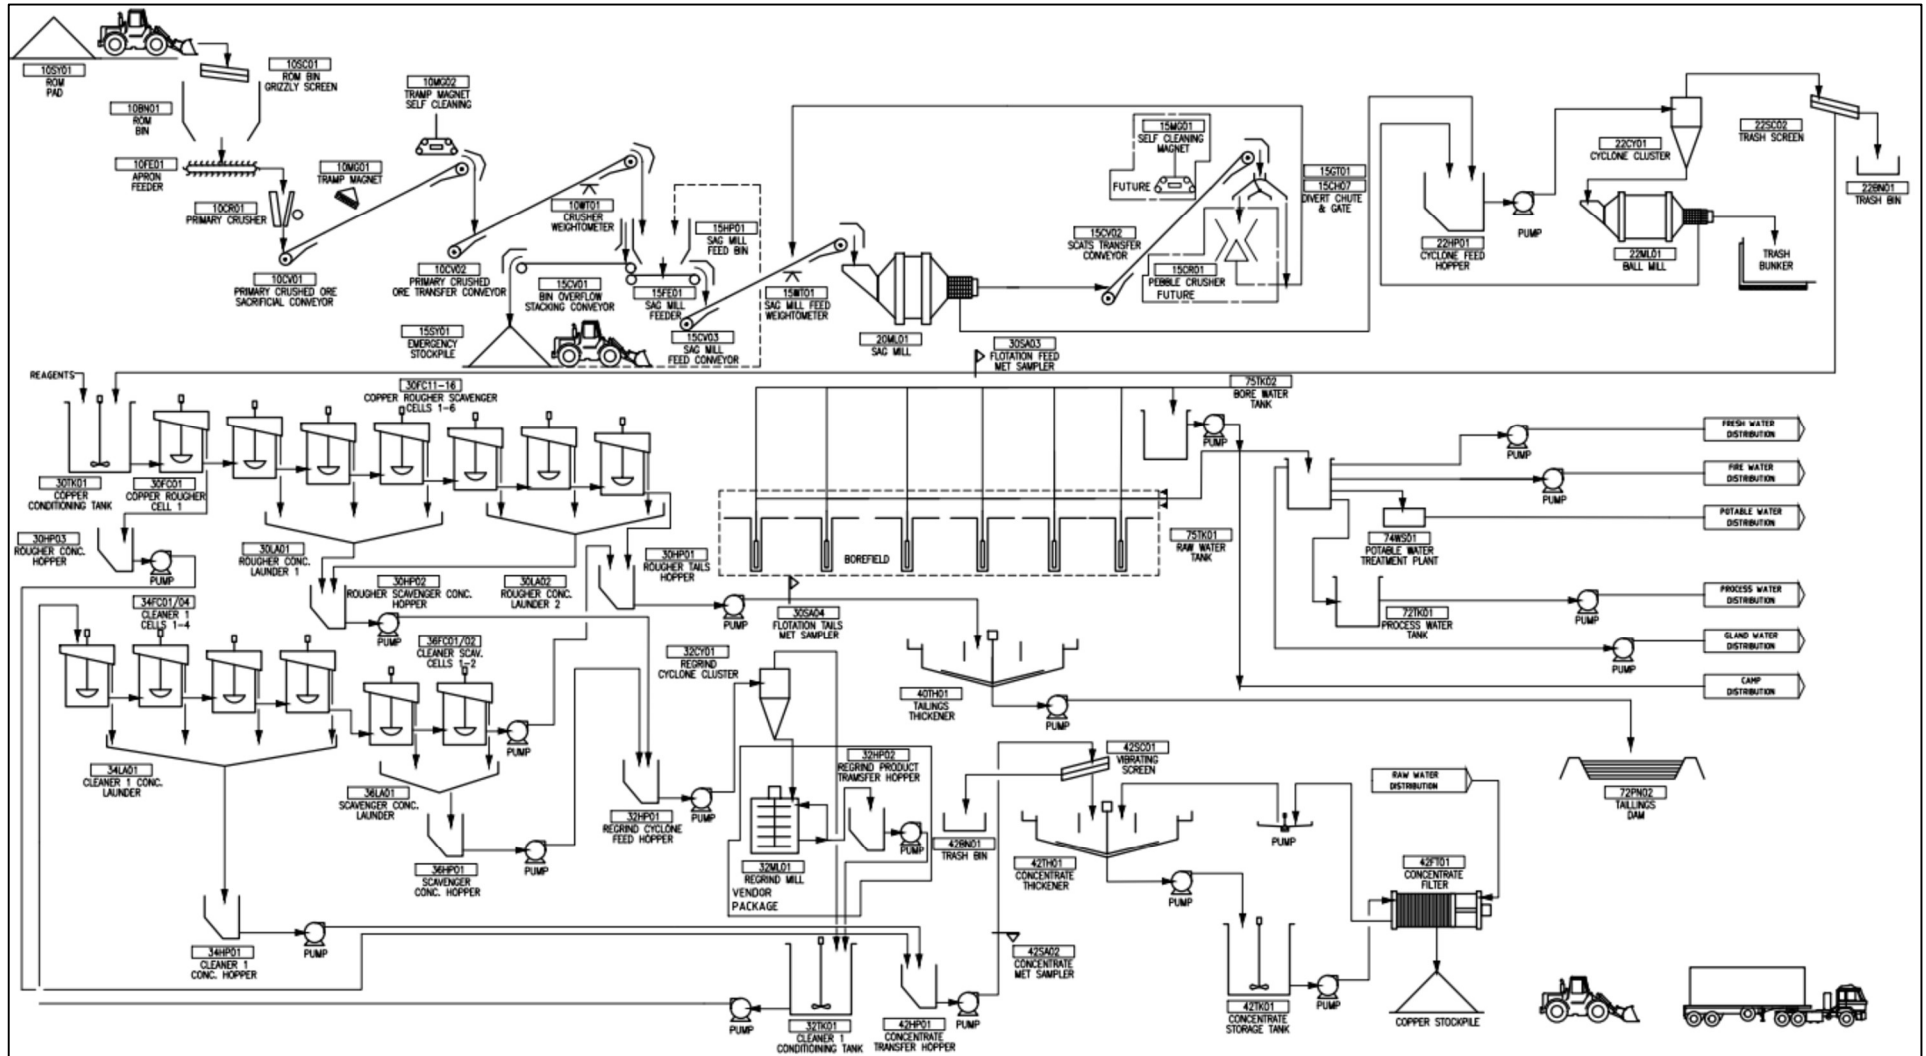 10SY01
ROM
PAD
10SC01
ROM BIN
GRIZZLY SCREEN
10BN01
ROM
BIN
10FE01
APRON
FEEDER
10CR01
PRIMARY CRUSHER
10MG01
TRAMP MAGNET
10MG02
TRAMP MAGNET
SELF CLEANING
10CV01
PRIMARY CRUSHED ORE
SACRIFICIAL CONVEYOR
10WT01
CRUSHER
WEIGHTOMETER
10CV02
PRIMARY CRUSHED
ORE TRANSFER CONVEYOR
15HP01
SAG MILL
FEED BIN
15CV01
BIN OVERFLOW
STACKING CONVEYOR
15FE01
SAG MILL
FEEDER
15SY01
EMERGENCY
STOCKPILE
15CV03
SAG MILL
FEED CONVEYOR
15WT01
SAG MILL FEED
WEIGHTOMETER
20ML01
SAG MILL
15MG01
SELF CLEANING
MAGNET
FUTURE
15CV02
SCATS TRANSFER
CONVEYOR
15CR01
PEBBLE CRUSHER
FUTURE
15GT01
15CH07
DIVERT CHUTE
& GATE
22HP01
CYCLONE FEED
HOPPER
PUMP
22CY01
CYCLONE CLUSTER
22ML01
BALL MILL
22SC02
TRASH SCREEN
22BN01
TRASH BIN
TRASH
BUNKER
30SA03
FLOTATION FEED
MET SAMPLER
REAGENTS
30TK01
COPPER
CONDITIONING TANK
30FC01
COPPER ROUGHER
CELL 1
30FC11-16
COPPER ROUGHER SCAVENGER
CELLS 1-6
30HP03
ROUGHER CONC.
HOPPER
PUMP
30LA01
ROUGHER CONC.
LAUNDER 1
30HP02
ROUGHER SCAVENGER CONC.
HOPPER
PUMP
30LA02
ROUGHER CONC.
LAUNDER 2
30HP01
ROUGHER TAILS
HOPPER
PUMP
BOREFIELD
30SA04
FLOTATION TAILS
MET SAMPLER
75TK02
BORE WATER
TANK
PUMP
75TK01
RAW WATER
TANK
PUMP
FRESH WATER
DISTRIBUTION
PUMP
FIRE WATER
DISTRIBUTION
74WS01
POTABLE WATER
TREATMENT PLANT
POTABLE WATER
DISTRIBUTION
72TK01
PROCESS WATER
TANK
PUMP
PROCESS WATER
DISTRIBUTION
PUMP
GLAND WATER
DISTRIBUTION
CAMP
DISTRIBUTION
34FC01/04
CLEANER 1
CELLS 1-4
36FC01/02
CLEANER SCAV.
CELLS 1-2
PUMP
34LA01
CLEANER 1 CONC.
LAUNDER
36LA01
SCAVENGER CONC.
LAUNDER
36HP01
SCAVENGER
CONC. HOPPER
PUMP
34HP01
CLEANER 1
CONC. HOPPER
PUMP
32CY01
REGRIND
CYCLONE CLUSTER
32HP01
REGRIND CYCLONE
FEED HOPPER
PUMP
32HP02
REGRIND PRODUCT
TRAMSFER HOPPER
PUMP
32ML01
REGRIND MILL
VENDOR
PACKAGE
40TH01
TAILINGS
THICKENER
PUMP
72PN02
TAILLINGS
DAM
42SC01
VIBRATING
SCREEN
42BN01
TRASH BIN
42TH01
CONCENTRATE
THICKENER
PUMP
PUMP
RAW WATER
DISTRIBUTION
42FT01
CONCENTRATE
FILTER
42SA02
CONCENTRATE
MET SAMPLER
PUMP
32TK01
CLEANER 1
CONDITIOINING TANK
42HP01
CONCENTRATE
TRANSFER HOPPER
PUMP
42TK01
CONCENTRATE
STORAGE TANK
PUMP
COPPER STOCKPILE